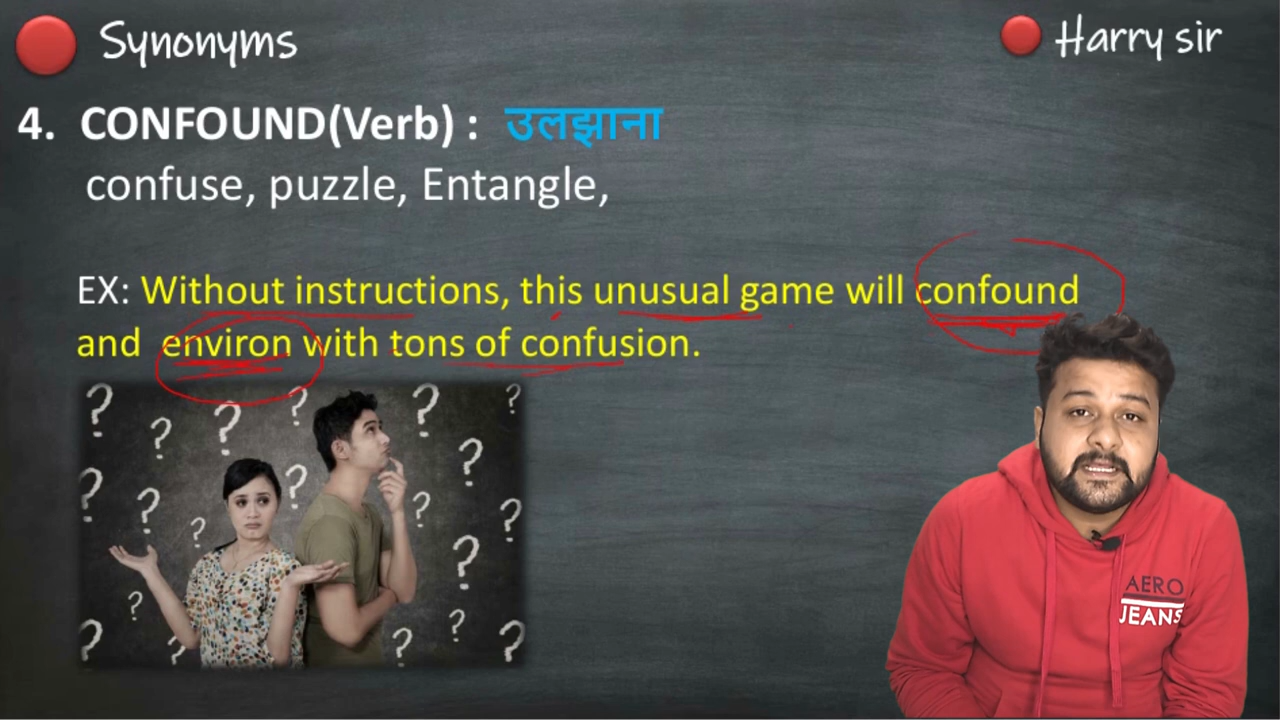 Synonyms
Harry sir
4. CONFOUND(Verb) : उलझाना
confuse, puzzle, Entangle,
EX: Without instructions, this unusual game will confound
and environ with tons of confusion.
AERO
JEANS